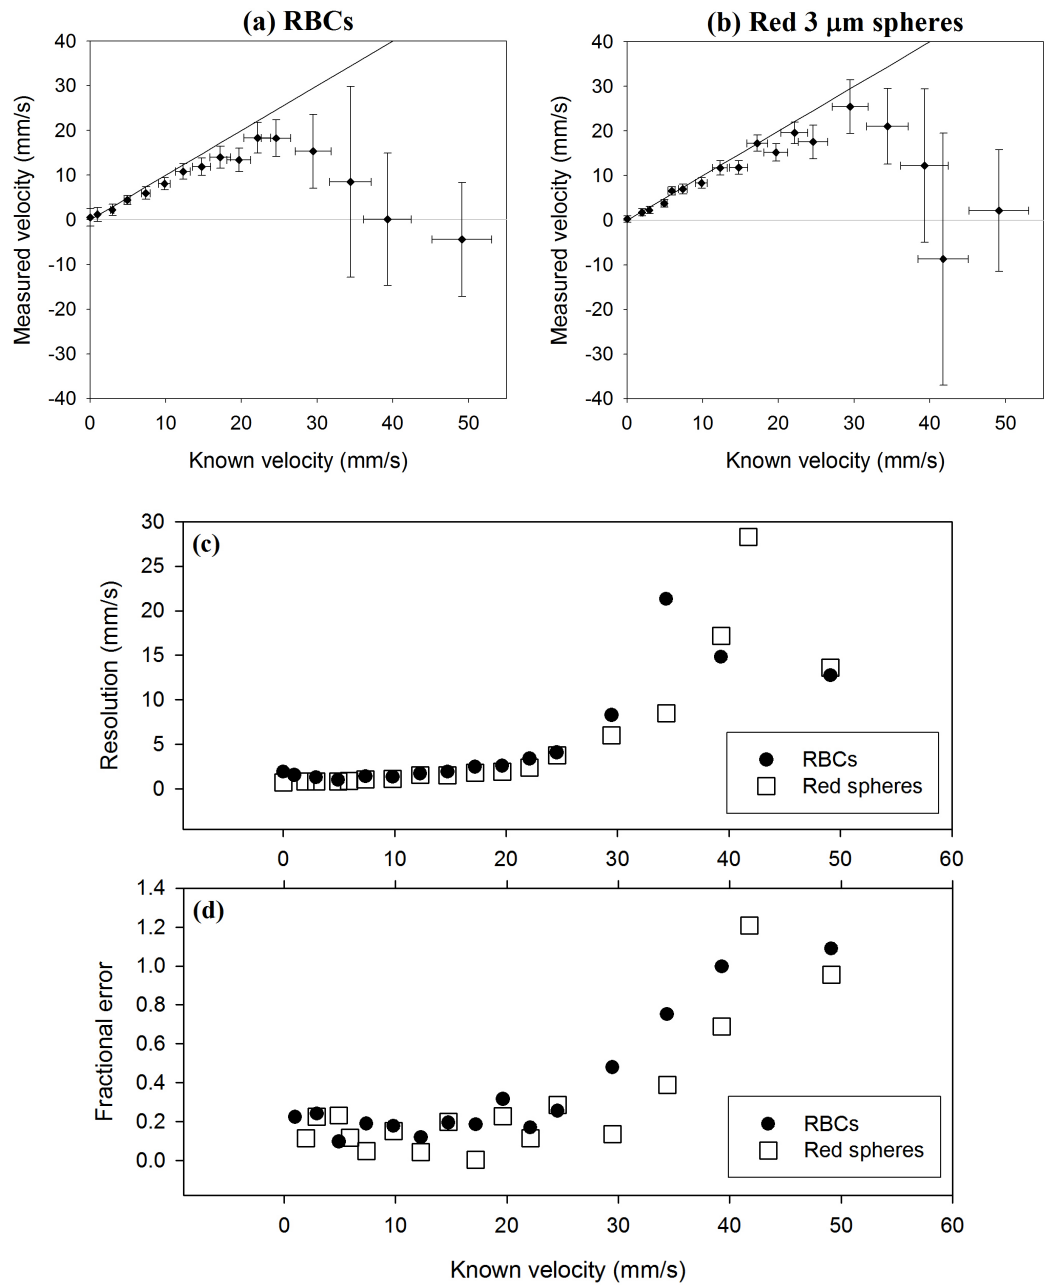 (a) RBCs
40
30
20
10
0
-10
-20
-30
-40
Measured velocity (mm/s)
0 10 20 30 40 50
Known velocity (mm/s)
(b) Red 3 μm spheres
40
30
20
10
0
-10
-20
-30
-40
Measured velocity (mm/s)
0 10 20 30 40 50
Known velocity (mm/s)
(c)
30
25
20
15
10
5
0
Resolution (mm/s)
RBCs
Red spheres
0 10 20 30 40 50 60
(d)
1.4
1.2
1.0
0.8
0.6
0.4
0.2
0.0
Fractional error
RBCs
Red spheres
0 10 20 30 40 50 60
Known velocity (mm/s)